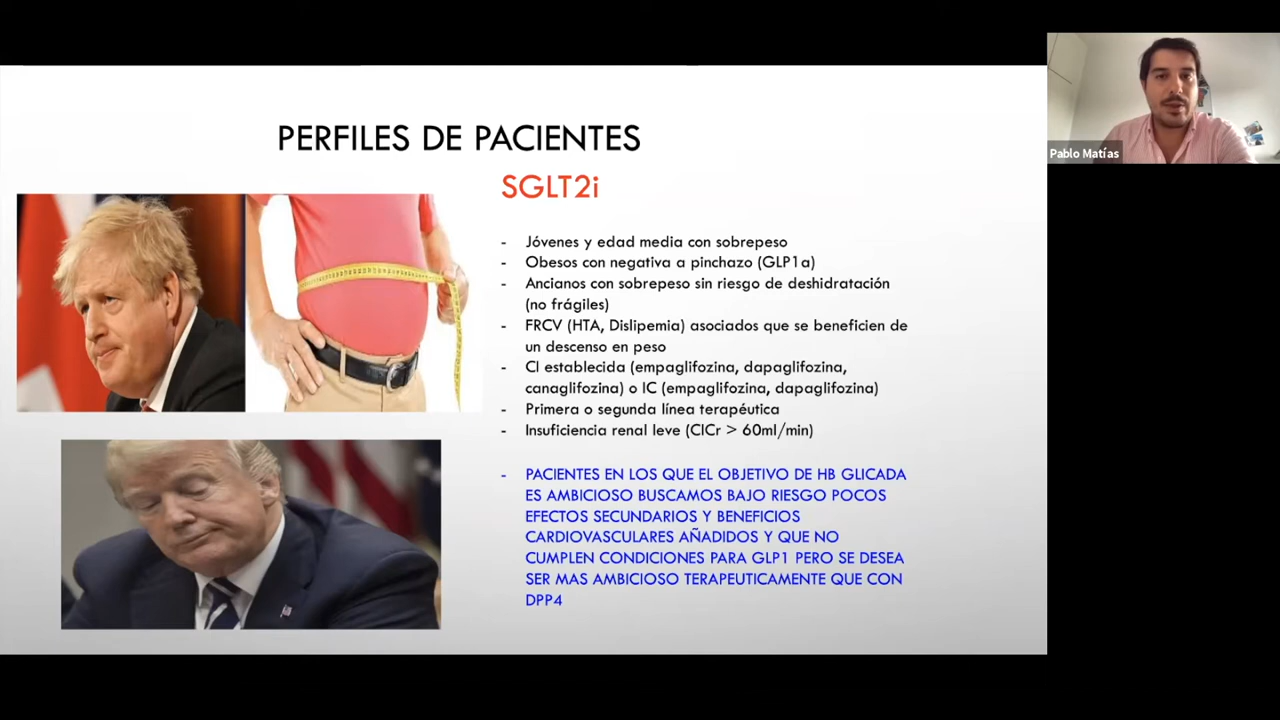 PERFILES DE PACIENTES
SGLT2i
- Jóvenes y edad media con sobrepeso
- Obesos con negativa a pinchazo (GLP1a)
- Ancianos con sobrepeso sin riesgo de deshidratación
(no frágiles)
- FRCV (HTA, Dislipemia) asociados que se beneficien de
un descenso en peso
- CI establecida (empaglifozina, dapaglifozina,
canaglifozina) o IC (empaglifozina, dapaglifozina)
- Primera o segunda línea terapéutica
- Insuficiencia renal leve (ClCr > 60ml/min)
- PACIENTES EN LOS QUE EL OBJETIVO DE HB GLICADA
ES AMBICIOSO BUSCAMOS BAJO RIESGO POCOS
EFECTOS SECUNDARIOS Y BENEFICIOS
CARDIOVASCULARES AÑADIDOS Y QUE NO
CUMPLEN CONDICIONES PARA GLP1 PERO SE DESEA
SER MAS AMBICIOSO TERAPEUTICAMENTE QUE CON
DPP4
Pablo Matías